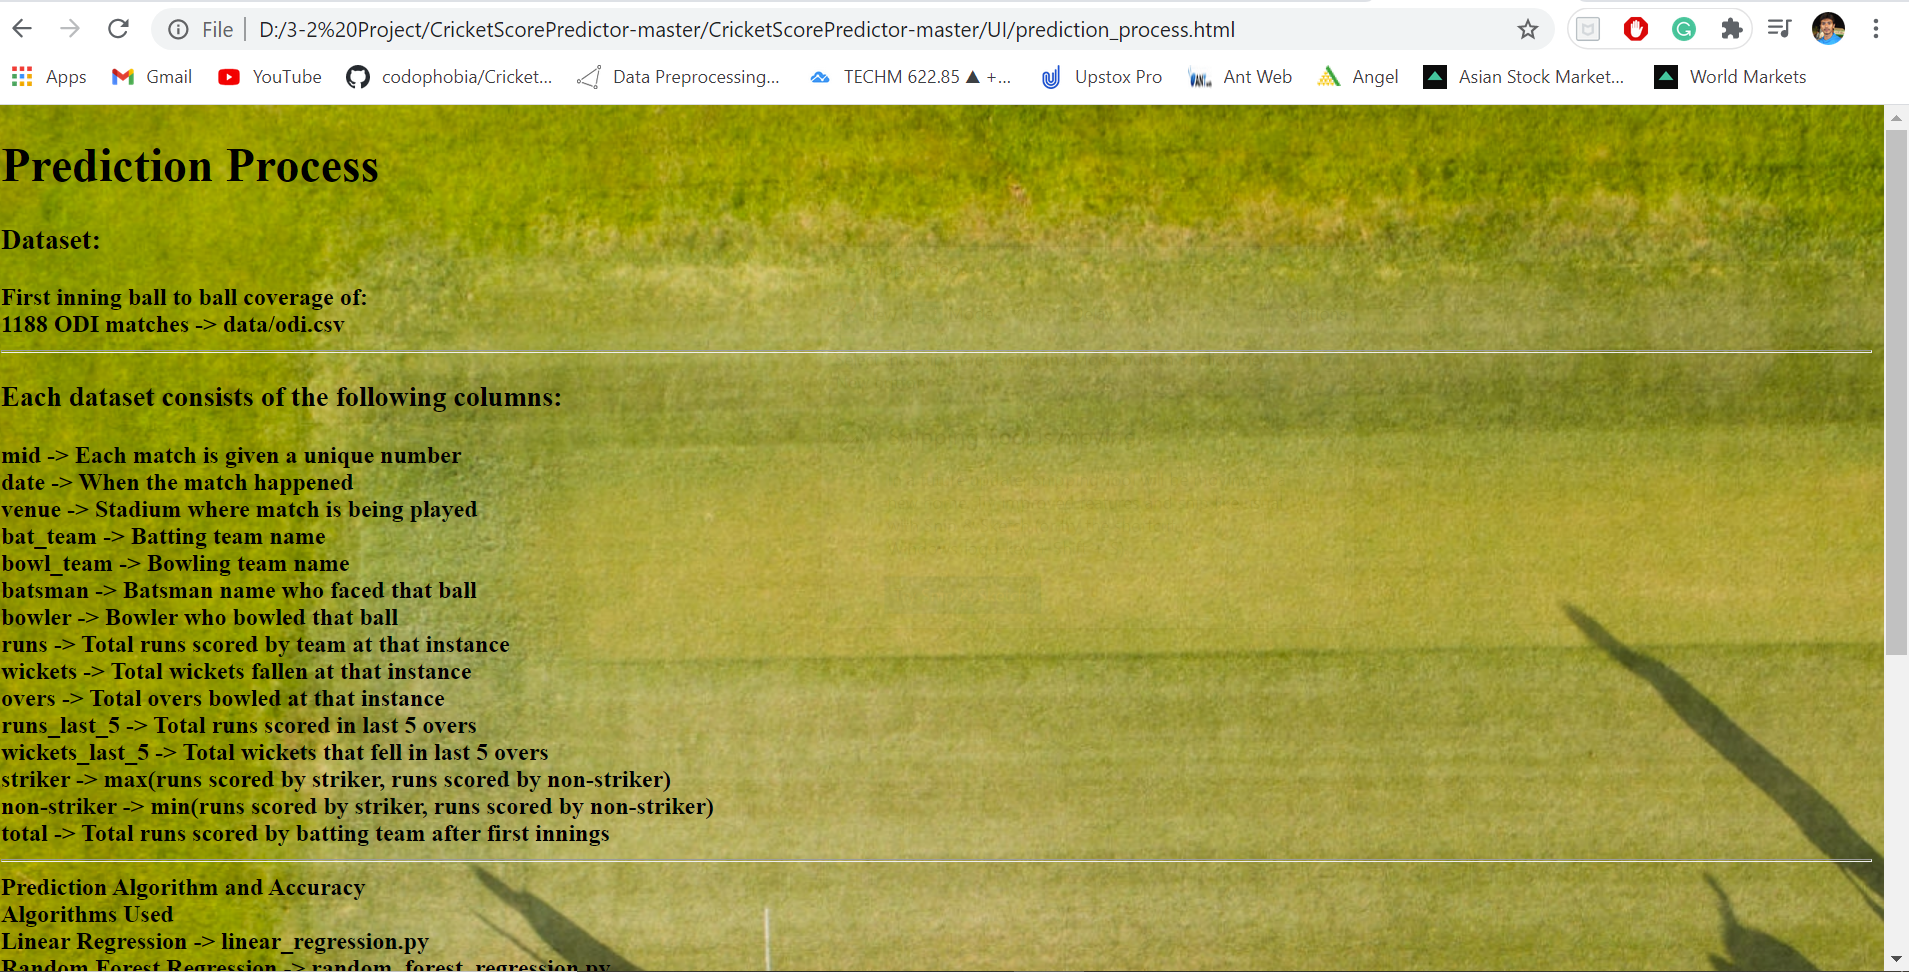 File
D:/3-2%20Project/CricketScorePredictor-master/CricketScorePredictor-master/UI/prediction_process.html
Apps Gmail YouTube codophobia/Cricket... Data Preprocessing... TECHM 622.85 ▲ +... Upstox Pro Ant Web Angel Asian Stock Market... World Markets
Prediction Process
Dataset:
First inning ball to ball coverage of:
1188 ODI matches -> data/odi.csv
Each dataset consists of the following columns:
mid -> Each match is given a unique number
date -> When the match happened
venue -> Stadium where match is being played
bat_team -> Batting team name
bowl_team -> Bowling team name
batsman -> Batsman name who faced that ball
bowler -> Bowler who bowled that ball
runs -> Total runs scored by team at that instance
wickets -> Total wickets fallen at that instance
overs -> Total overs bowled at that instance
runs_last_5 -> Total runs scored in last 5 overs
wickets_last_5 -> Total wickets that fell in last 5 overs
striker -> max(runs scored by striker, runs scored by non-striker)
non-striker -> min(runs scored by striker, runs scored by non-striker)
total -> Total runs scored by batting team after first innings
Prediction Algorithm and Accuracy
Algorithms Used
Linear Regression -> linear_regression.py
Random Forest Regression -> random_forest_regression.py